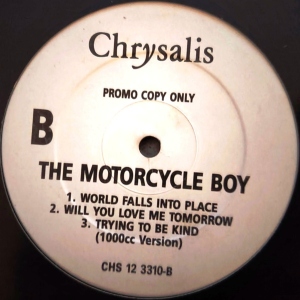 Chrysalis
PROMO COPY ONLY
B
THE MOTORCYCLE BOY
1. WORLD FALLS INTO PLACE
2. WILL YOU LOVE ME TOMORROW
3. TRYING TO BE KIND
(1000cc Version)
CHS 12 3310-B